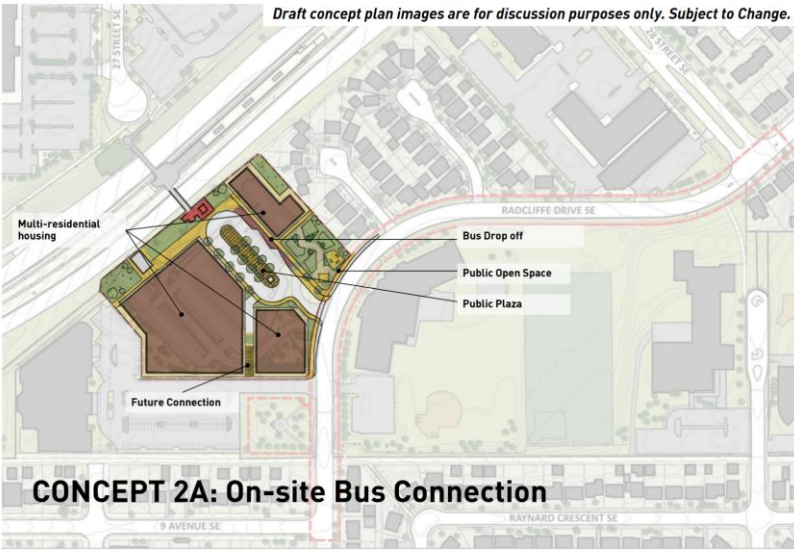 Draft concept plan images are for discussion purposes only. Subject to Change.
27 STREET SE
28 STREET SE
RADCLIFFE DRIVE SE
Multi-residential
housing
Bus Drop off
Public Open Space
Public Plaza
Future Connection
CONCEPT 2A: On-site Bus Connection
9 AVENUE SE
RAYNARD CRESCENT SE